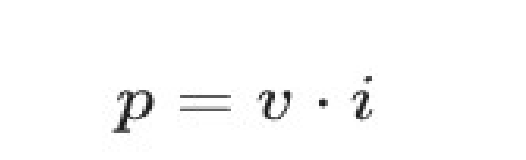 p = v · i